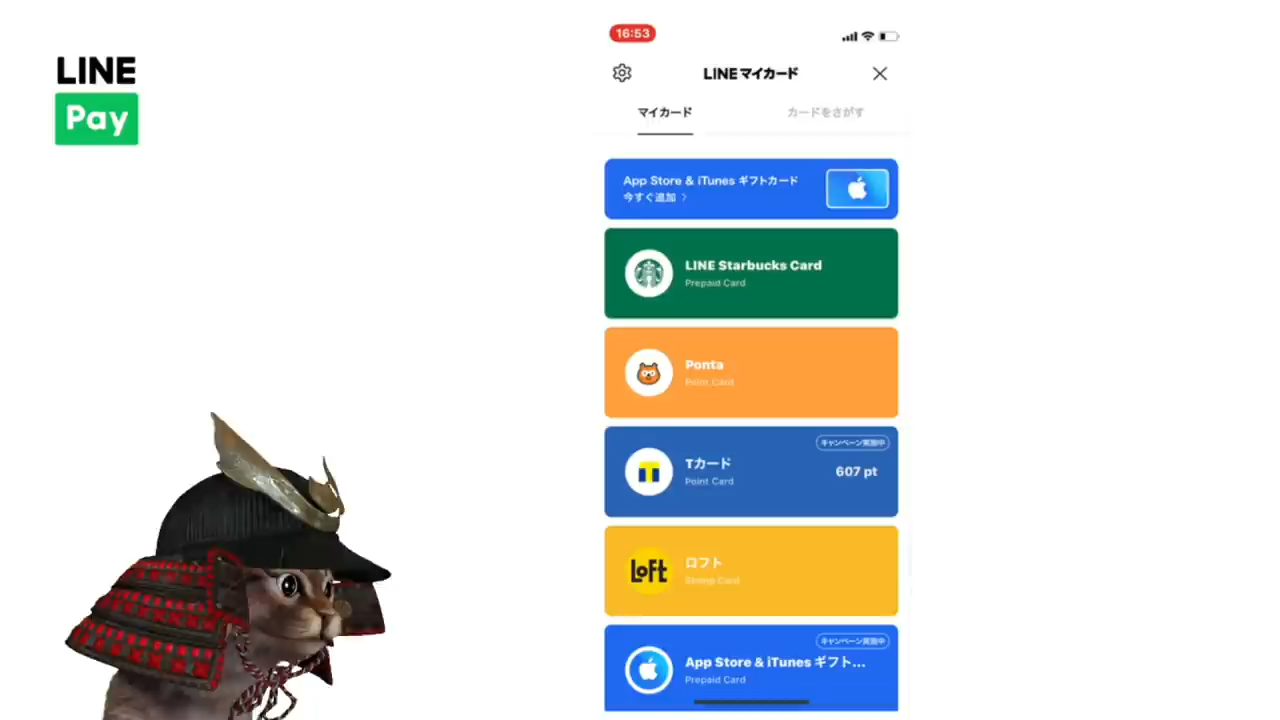 LINE
Pay
16:53
LINEマイカード
マイカード
カードをさがす
App Store & iTunes ギフトカード
今すぐ追加 >
LINE Starbucks Card
Prepaid Card
Ponta
Point Card
キャンペーン実施中
Tカード
607 pt
Point Card
LOFT
ロフト
Stamp Card
キャンペーン実施中
App Store & iTunes ギフト...
Prepaid Card